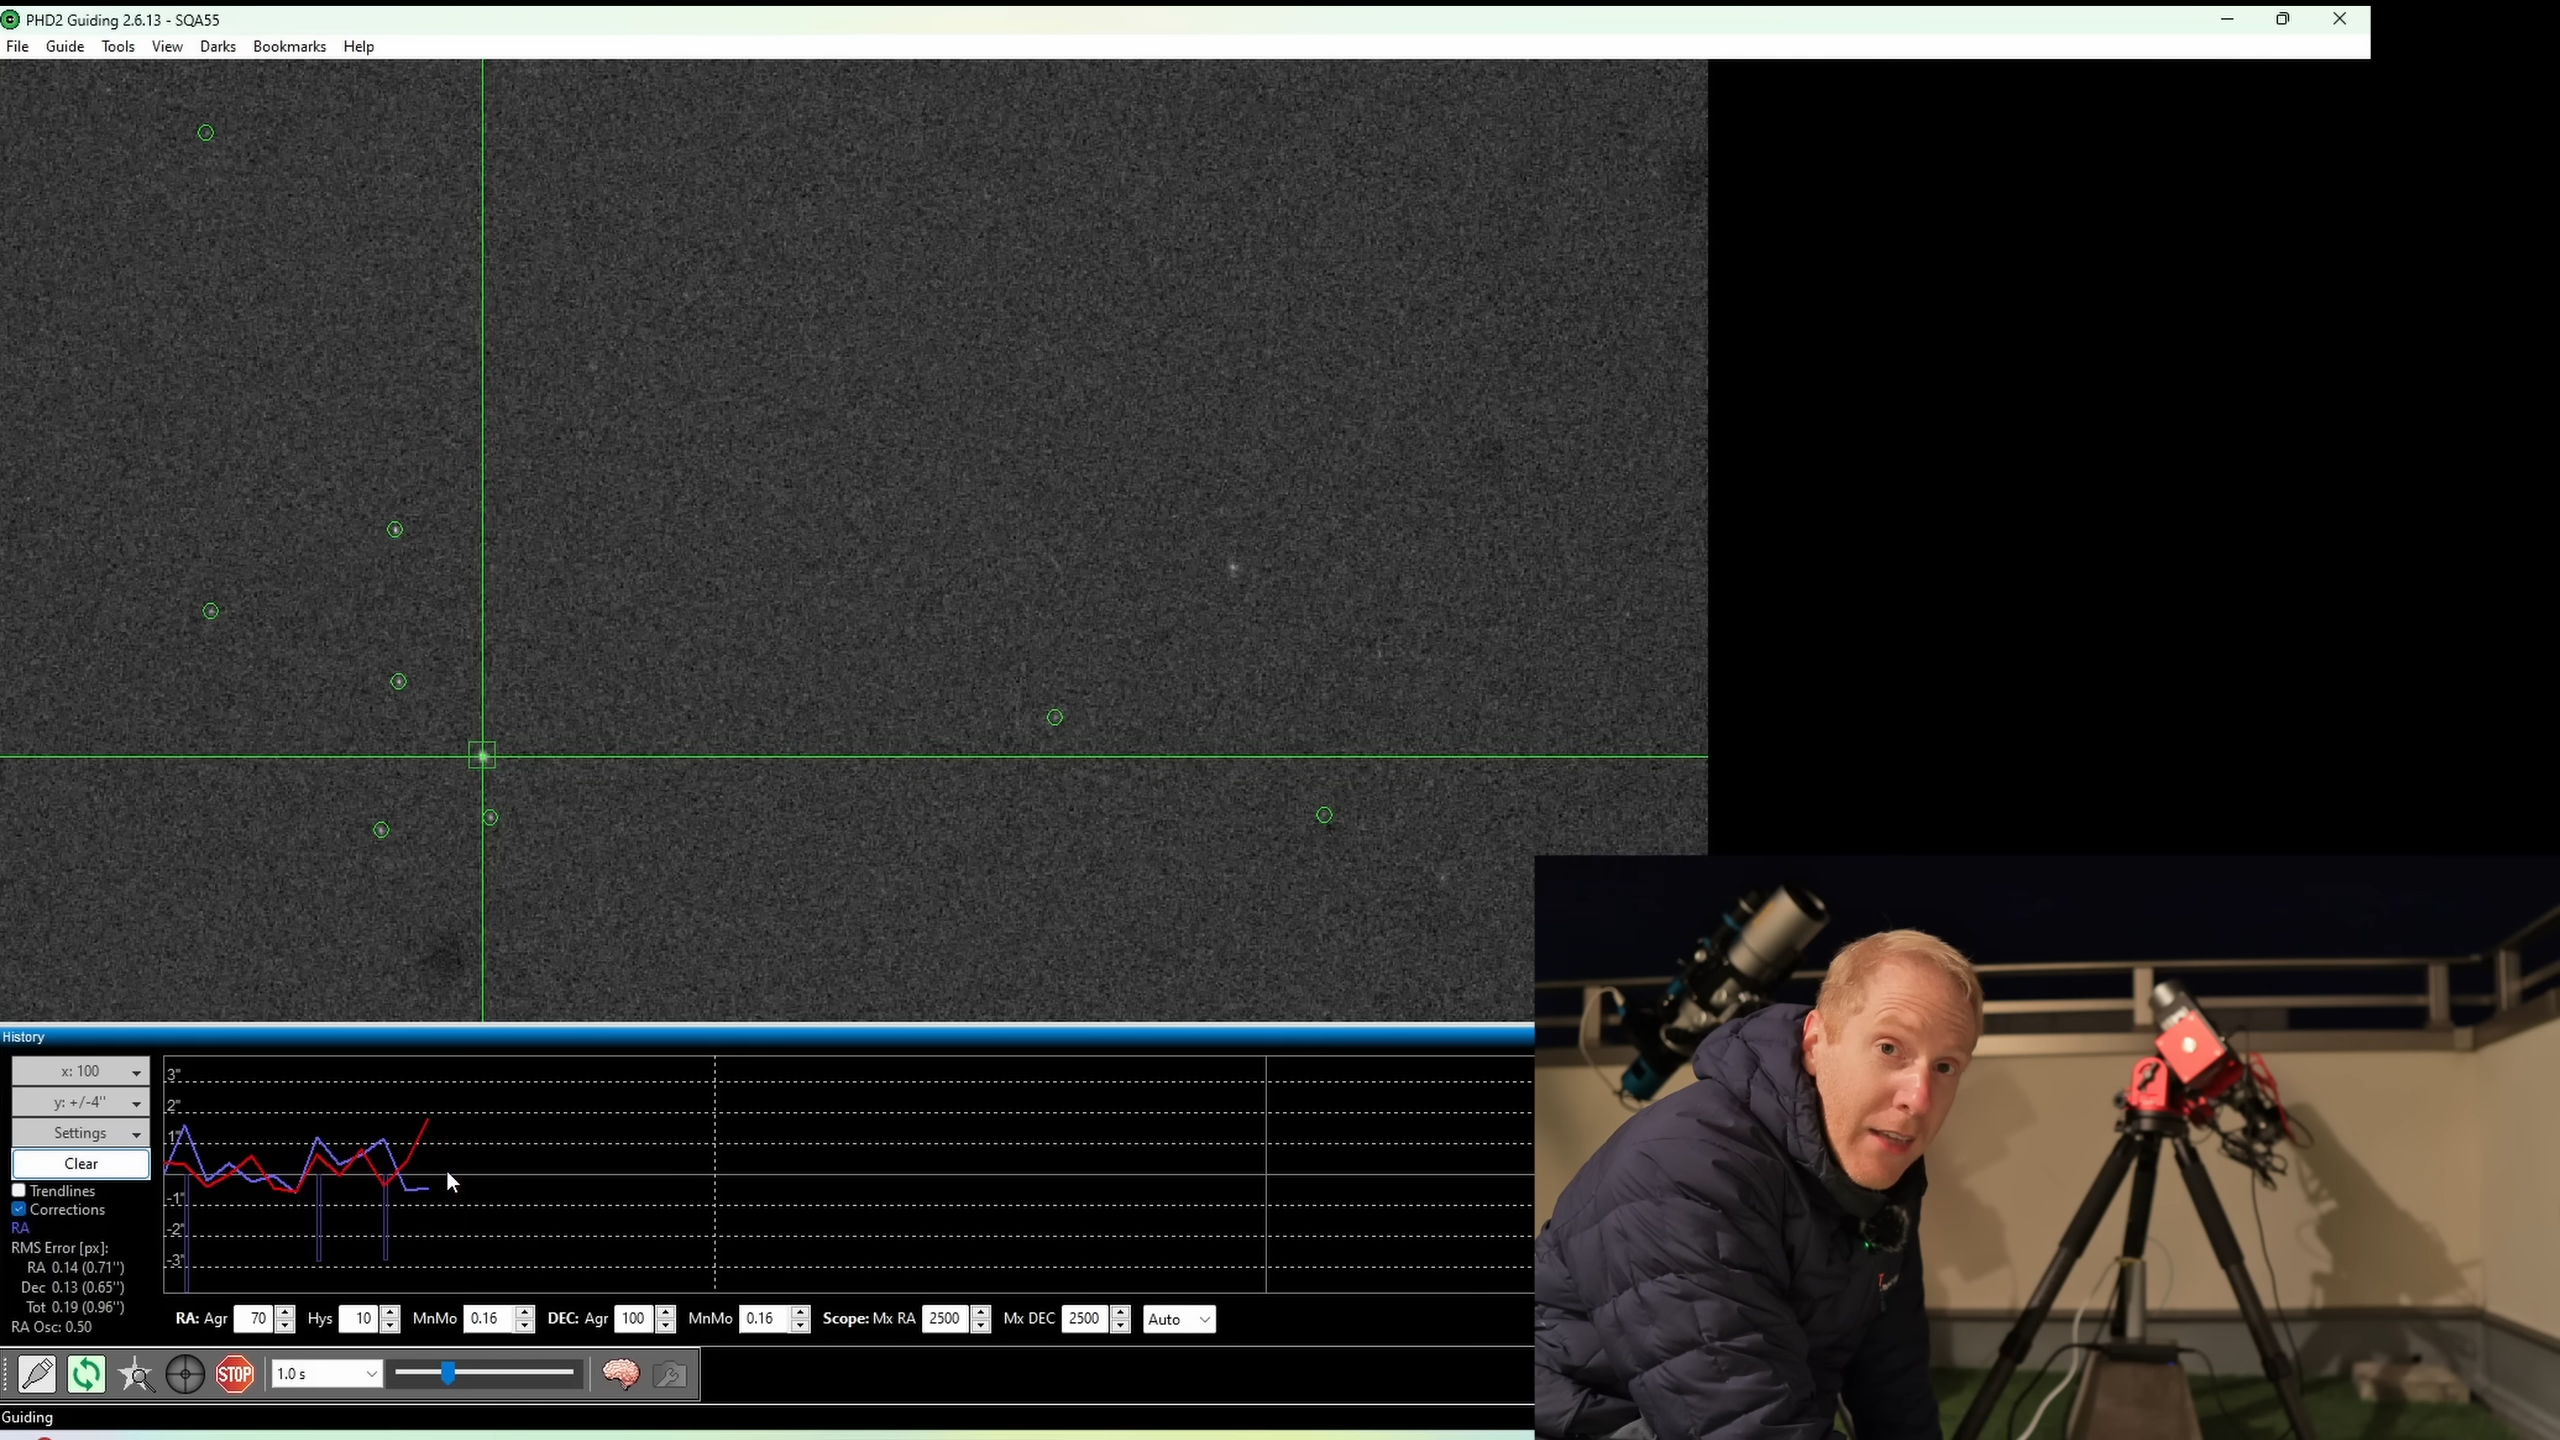 PHD2 Guiding 2.6.13 - SQA55
File Guide Tools View Darks Bookmarks Help
History
x: 100
y: +/-4"
Settings
Clear
Trendlines
Corrections
RA
RMS Error [px]:
RA 0.14 (0.71")
Dec 0.13 (0.65")
Tot 0.19 (0.96")
RA Osc: 0.50
3"
2"
1"
-1"
-2"
-3"
RA: Agr 70 Hys 10 MnMo 0.16 DEC: Agr 100 MnMo 0.16 Scope: Mx RA 2500 Mx DEC 2500 Auto
STOP 1.0 s
Guiding